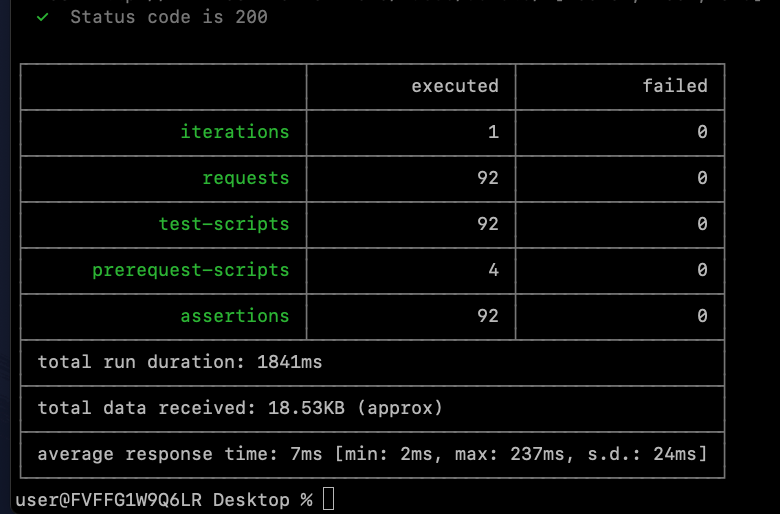 ✓ Status code is 200
executed failed
iterations 1 0
requests 92 0
test-scripts 92 0
prerequest-scripts 4 0
assertions 92 0
total run duration: 1841ms
total data received: 18.53KB (approx)
average response time: 7ms [min: 2ms, max: 237ms, s.d.: 24ms]
user@FVFFG1W9Q6LR Desktop %